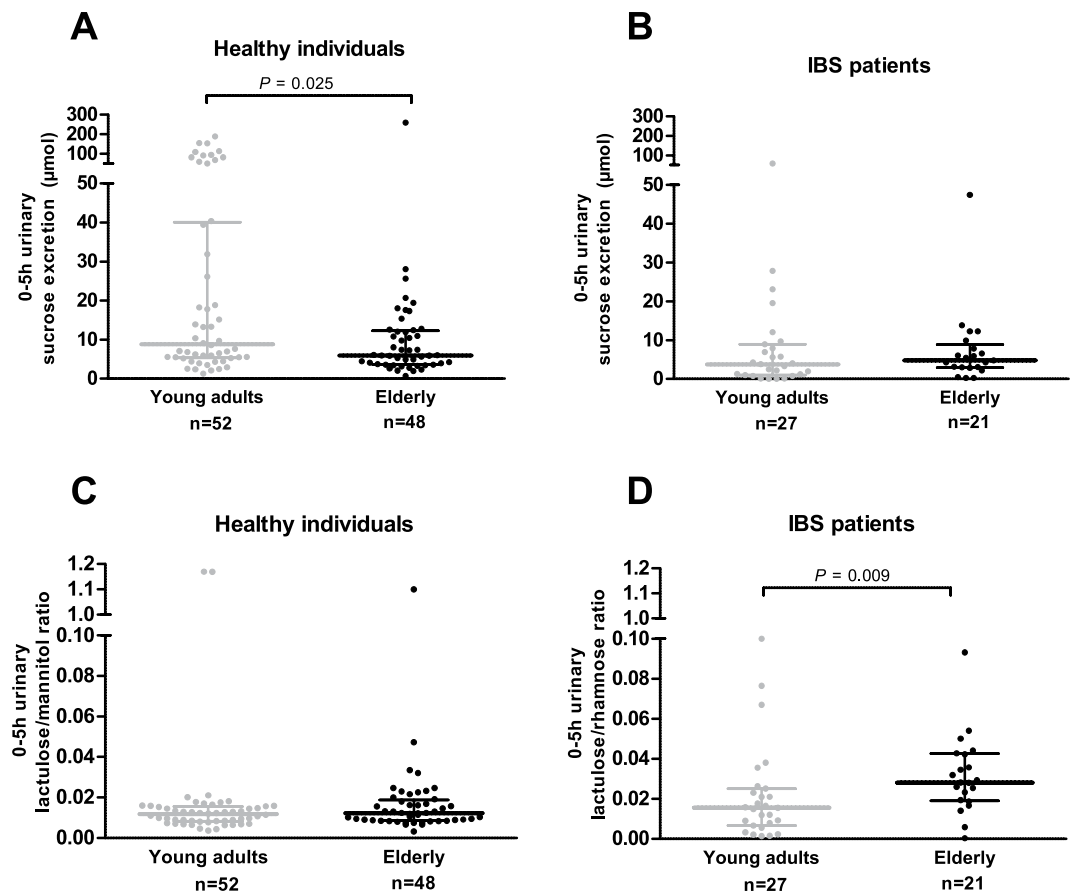 A
Healthy individuals
P = 0.025
0-5h urinary
sucrose excretion (µmol)
300
200
100
50
40
30
20
10
0
Young adults
n=52
Elderly
n=48
B
IBS patients
0-5h urinary
sucrose excretion (µmol)
300
200
100
50
40
30
20
10
0
Young adults
n=27
Elderly
n=21
C
Healthy individuals
0-5h urinary
lactulose/mannitol ratio
1.2
1.1
1.0
0.10
0.08
0.06
0.04
0.02
0.00
Young adults
n=52
Elderly
n=48
D
IBS patients
P = 0.009
0-5h urinary
lactulose/rhamnose ratio
1.2
1.1
1.0
0.10
0.08
0.06
0.04
0.02
0.00
Young adults
n=27
Elderly
n=21